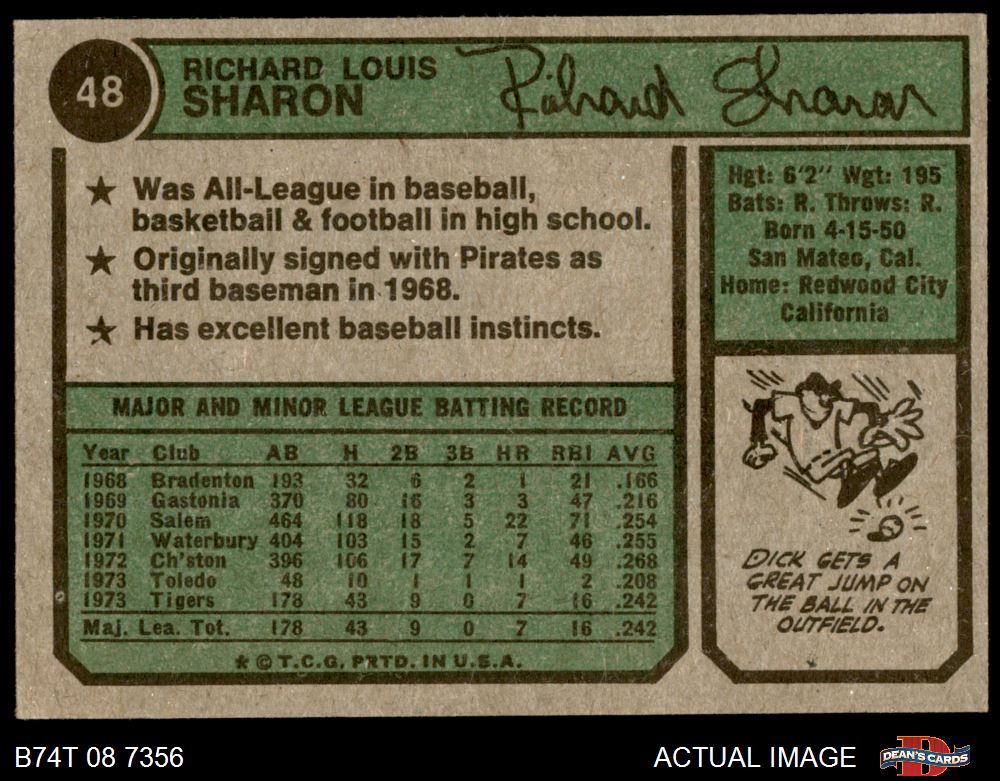 48
RICHARD LOUIS
SHARON
Richard Sharon
★ Was All-League in baseball,
basketball & football in high school.
★ Originally signed with Pirates as
third baseman in 1968.
★ Has excellent baseball instincts.
Hgt: 6'2" Wgt: 195
Bats: R. Throws: R.
Born 4-15-50
San Mateo, Cal.
Home: Redwood City
California
MAJOR AND MINOR LEAGUE BATTING RECORD
Year Club AB H 2B 3B HR RBI AVG
1968 Bradenton 193 32 6 2 1 21 .166
1969 Gastonia 370 80 16 3 3 47 .216
1970 Salem 464 118 18 5 22 71 .254
1971 Waterbury 404 103 15 2 7 46 .255
1972 Ch'ston 396 106 17 7 14 49 .268
1973 Toledo 48 10 1 1 1 2 .208
1973 Tigers 178 43 9 0 7 16 .242
Maj. Lea. Tot. 178 43 9 0 7 16 .242
★ © T.C.G. PRTD. IN U.S.A.
DICK GETS A
GREAT JUMP ON
THE BALL IN THE
OUTFIELD.
B74T 08 7356
ACTUAL IMAGE
DEAN'S CARDS